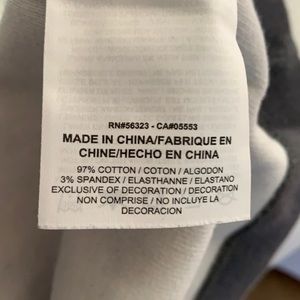 RN#56323 - CA#05553
MADE IN CHINA/FABRIQUE EN
CHINE/HECHO EN CHINA
97% COTTON / COTON / ALGODON
3% SPANDEX / ELASTHANNE / ELASTANO
EXCLUSIVE OF DECORATION / DECORATION
NON COMPRISE / NO INCLUYE LA
DECORACION